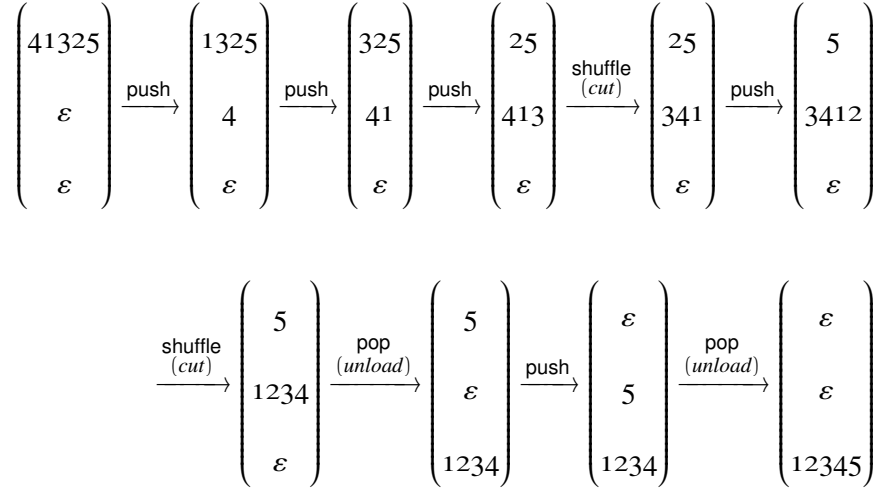 41325 1325 325 25 25 5
shuffle
push push push (cut) push
ε 4 41 413 341 3412
ε ε ε ε ε ε
5 5 ε ε
shuffle pop pop
(cut) (unload) push (unload)
1234 ε 5 ε
ε 1234 1234 12345